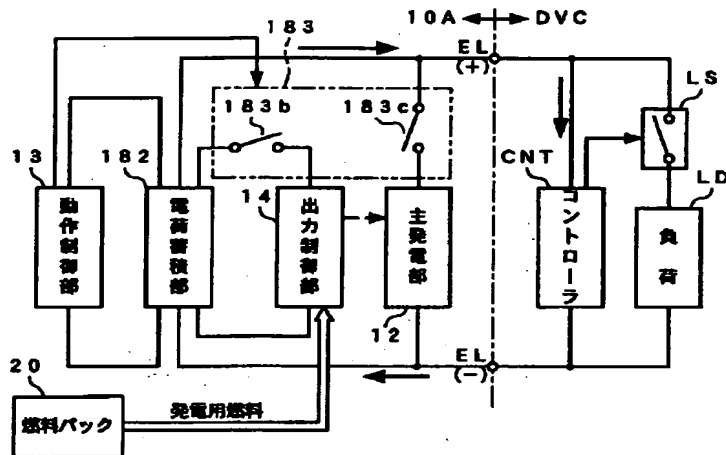 10A
DVC
183
EL
(+)
LS
183b
183c
CNT
LD
13
182
14
動作制御部
電荷蓄積部
出力制御部
主発電部
コントローラ
負荷
12
EL
(-)
20
発電用燃料
燃料パック